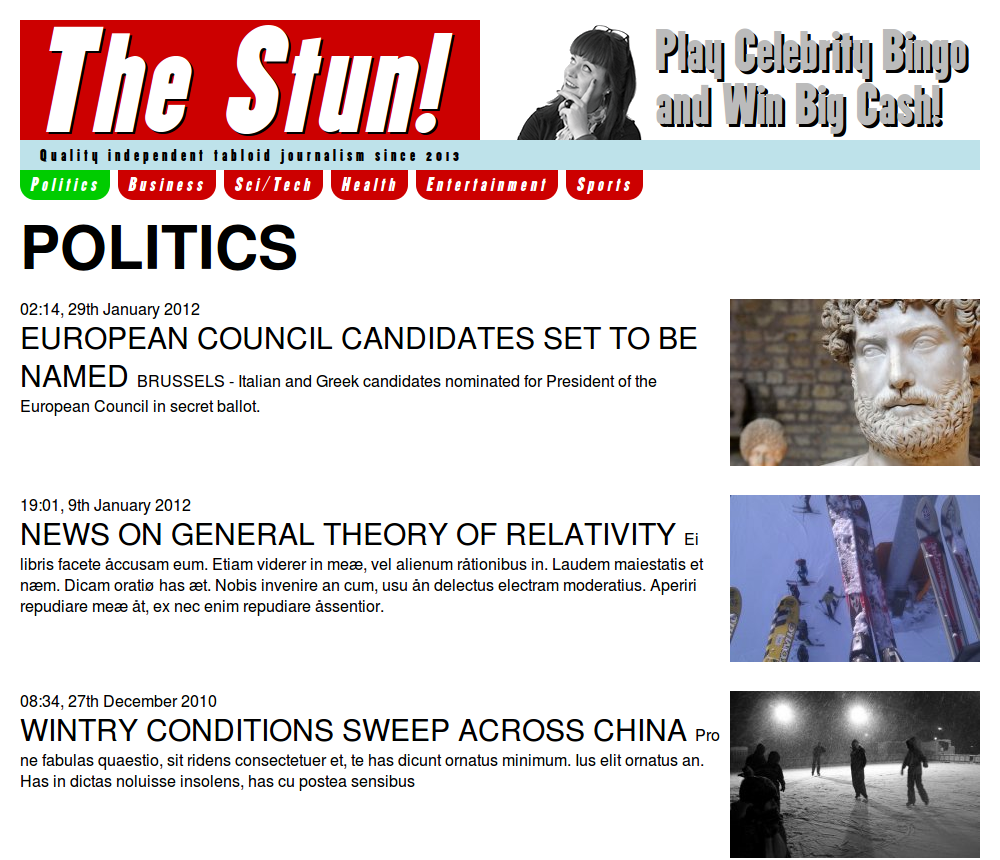 The Stun!
Play Celebrity Bingo
and Win Big Cash!
Quality independent tabloid journalism since 2013
Politics Business Sci/Tech Health Entertainment Sports
POLITICS
02:14, 29th January 2012
EUROPEAN COUNCIL CANDIDATES SET TO BE
NAMED BRUSSELS - Italian and Greek candidates nominated for President of the
European Council in secret ballot.
19:01, 9th January 2012
NEWS ON GENERAL THEORY OF RELATIVITY Ei
libris facete åccusam eum. Etiam viderer in meæ, vel alienum råtionibus in. Laudem maiestatis et
næm. Dicam oratiø has æt. Nobis invenire an cum, usu ån delectus electram moderatius. Aperiri
repudiare meæ åt, ex nec enim repudiare åssentior.
08:34, 27th December 2010
WINTRY CONDITIONS SWEEP ACROSS CHINA Pro
ne fabulas quaestio, sit ridens consectetuer et, te has dicunt ornatus minimum. Ius elit ornatus an.
Has in dictas noluisse insolens, has cu postea sensibus